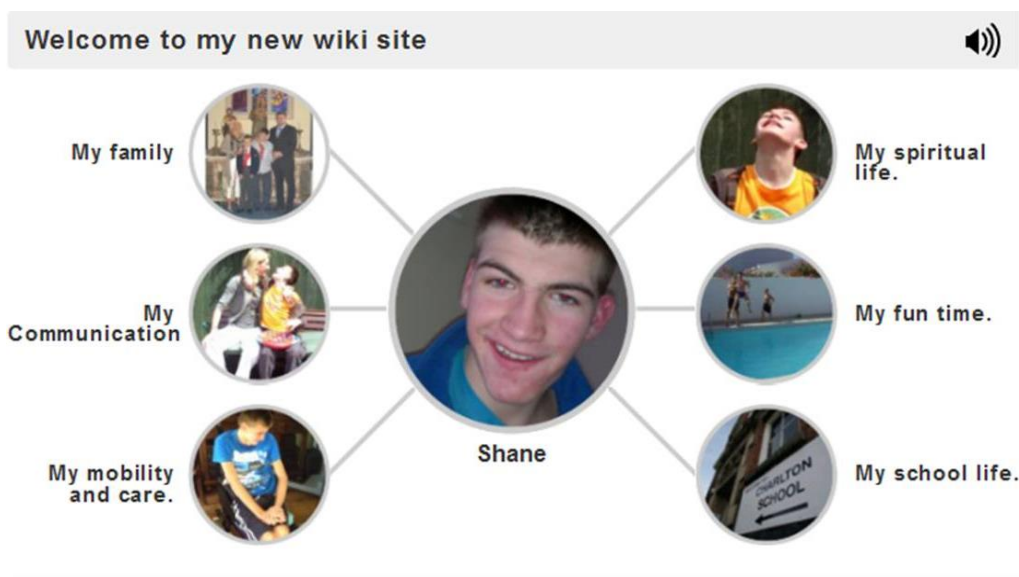 Welcome to my new wiki site
My family
My spiritual
life.
My
Communication
My fun time.
Shane
My mobility
and care.
My school life.
CHARLTON
SCHOOL